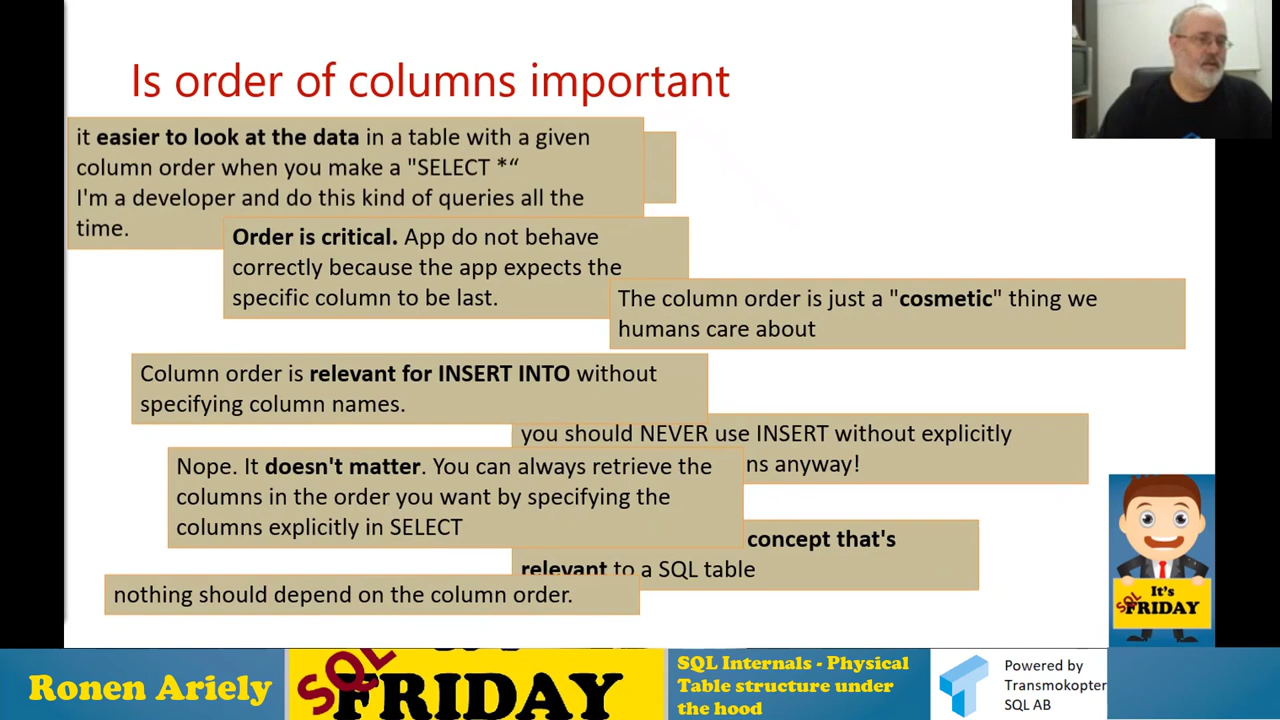 Is order of columns important
it easier to look at the data in a table with a given
column order when you make a "SELECT *“
I'm a developer and do this kind of queries all the
time.
Order is critical. App do not behave
correctly because the app expects the
specific column to be last.
The column order is just a "cosmetic" thing we
humans care about
Column order is relevant for INSERT INTO without
specifying column names.
you should NEVER use INSERT without explicitly
ns anyway!
Nope. It doesn't matter. You can always retrieve the
columns in the order you want by specifying the
columns explicitly in SELECT
concept that's
relevant to a SQL table
nothing should depend on the column order.
It's
SQL
FRIDAY
Ronen Ariely
SQL
FRIDAY
SQL Internals - Physical
Table structure under
the hood
Powered by
Transmokopter
SQL AB